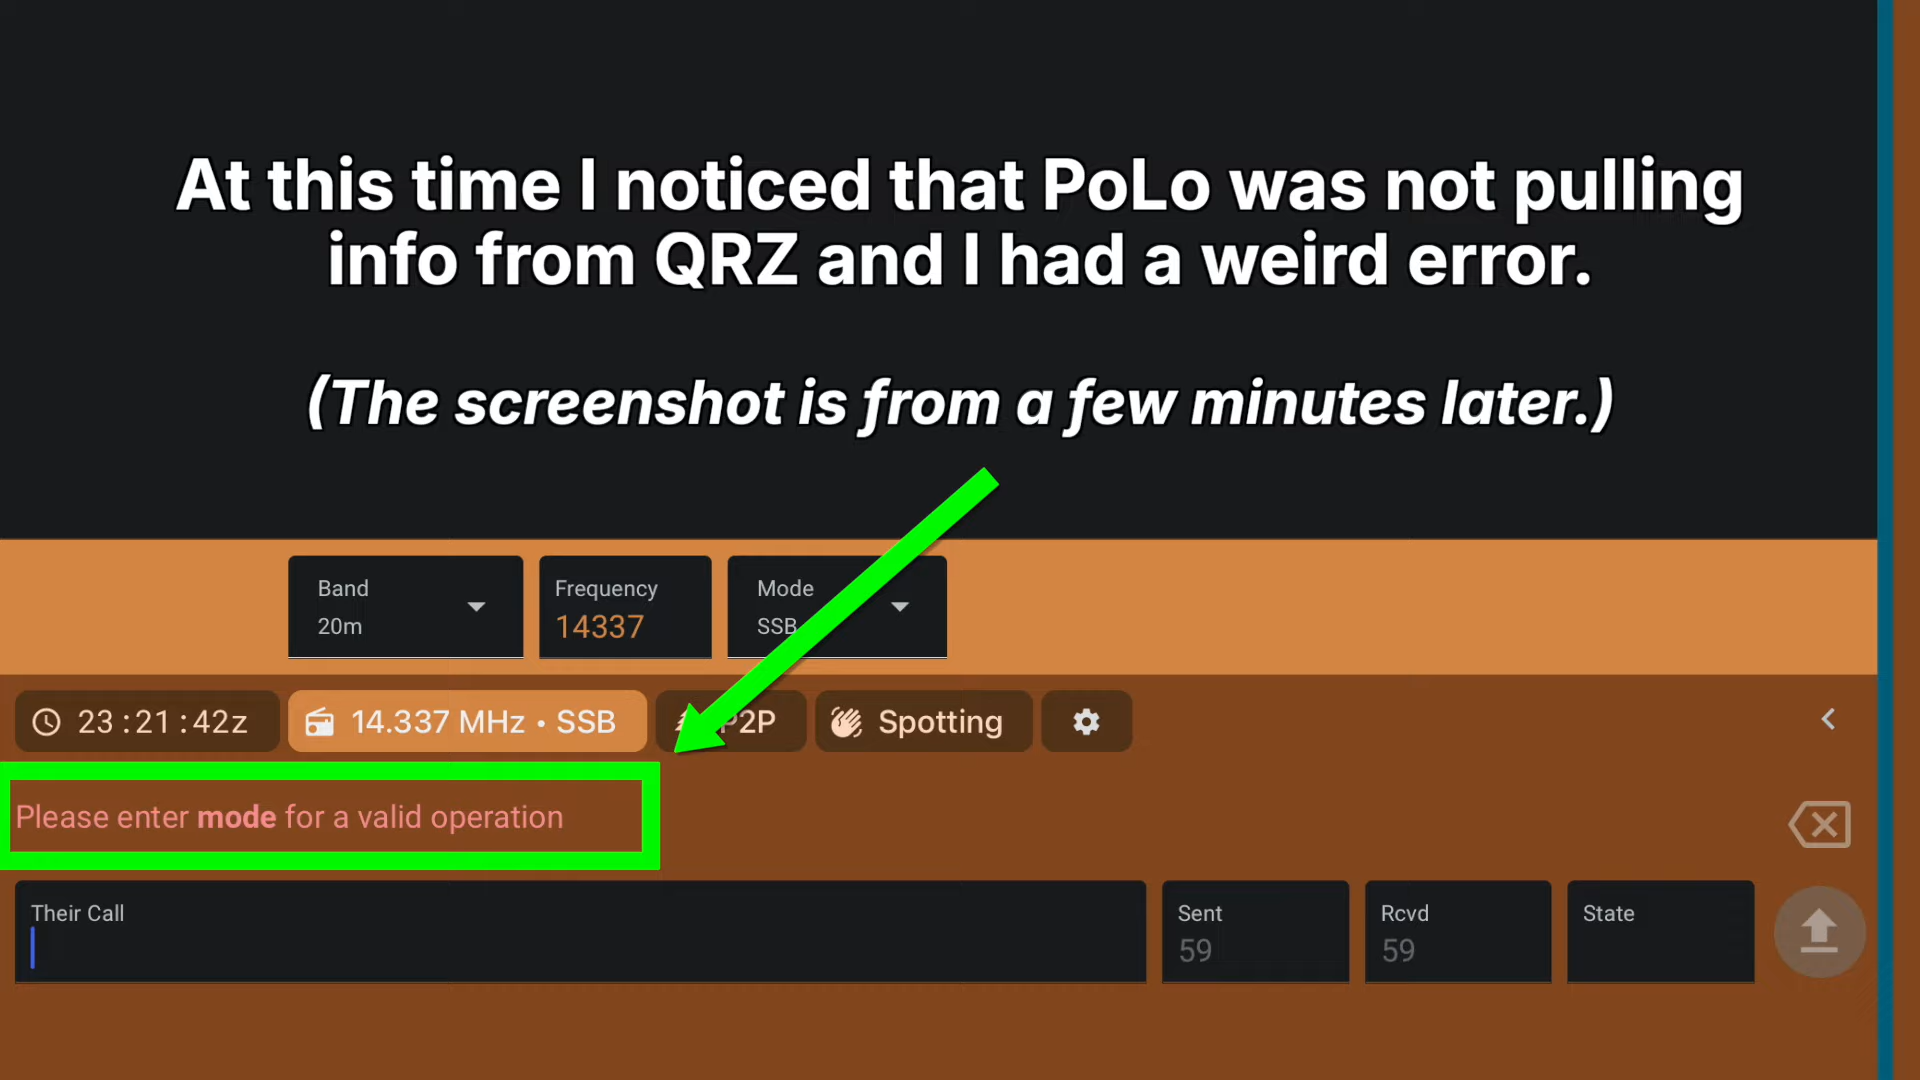 At this time I noticed that PoLo was not pulling
info from QRZ and I had a weird error.
(The screenshot is from a few minutes later.)
Band
20m
Frequency
14337
Mode
SSB
23:21:42z
14.337 MHz • SSB
P2P
Spotting
Please enter mode for a valid operation
Their Call
Sent
59
Rcvd
59
State